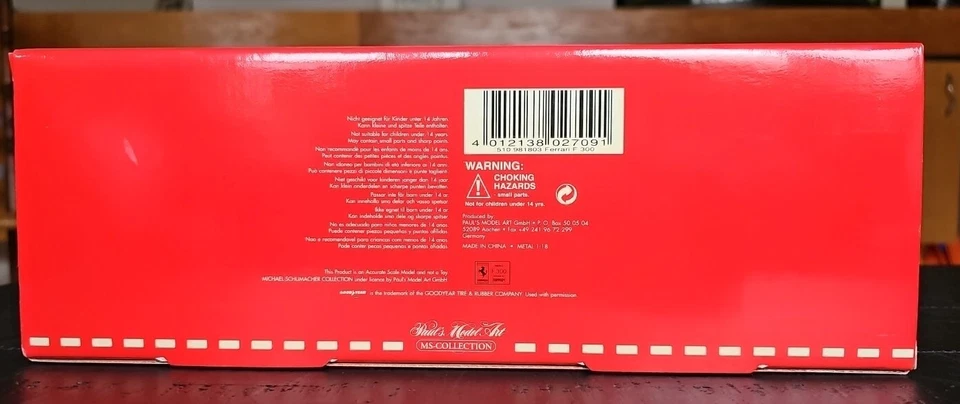 Nicht geeignet für Kinder unter 14 Jahren.
Kann kleine und spitze Teile enthalten.
Not suitable for children under 14 years.
May contain, small parts and sharp points.
Non recommandé pour les enfants de moins de 14 ans.
Peut contenir des petites pièces et des angles pointus.
Non idoneo per bambini di età inferiore ai 14 anni.
Può contenere pezzi di piccole dimensioni e parte taglienti.
Niet geschikt voor kinderen jonger dan 14 jaar
Kan klein onderdelen en scherpe punten bevatten.
Passar inte för barn under 14 år
Kan innehålla små delar och vassa spetsar
Ikke egnet til børn under 14 år
Kan indeholde små dele og skarpe spidser
No es adecuado para niños menores de 14 años
Puede contener piezas pequeñas y puntas afiladas
Não é recomendável para crianças com menos de 14 anos.
Pode conter peças pequenas e pontas afiadas
4 012138 027091
510 981803 Ferrari F 300
WARNING:
CHOKING
HAZARDS
- small parts.
Not for children under 14 yrs.
Produced by
PAUL'S MODEL ART GmbH • P. O. Box 50 05 04
52089 Aachen • Fax +49 241 96 72 299
Germany
MADE IN CHINA • METAL 1:18
This Product is an Accurate Scale Model and not a Toy
MICHAEL SCHUMACHER COLLECTION under licence by Paul's Model Art GmbH
F 300
GOODYEAR is the trademark of the GOODYEAR TIRE & RUBBER COMPANY. Used with permission.
Paul's Model Art
MS-COLLECTION